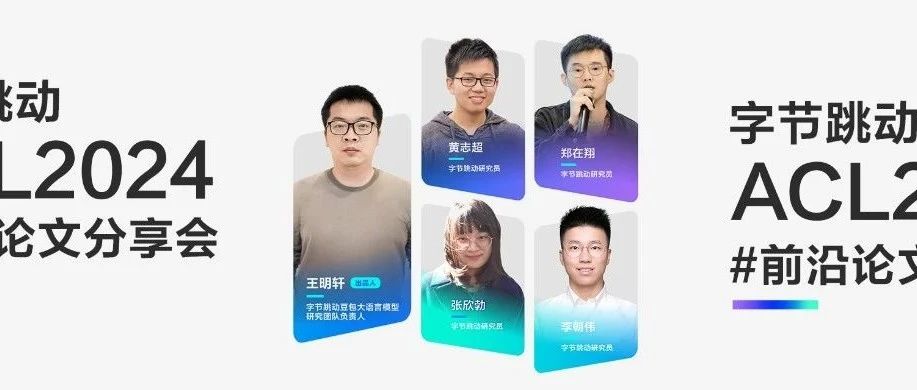 跳动
L2024
论文分享会
王明轩 出品人
字节跳动豆包大语言模型
研究团队负责人
黄志超
字节跳动研究员
郑在翔
字节跳动研究员
张欣勃
字节跳动研究员
李朝伟
字节跳动研究员
字节跳动
ACL2
#前沿论文